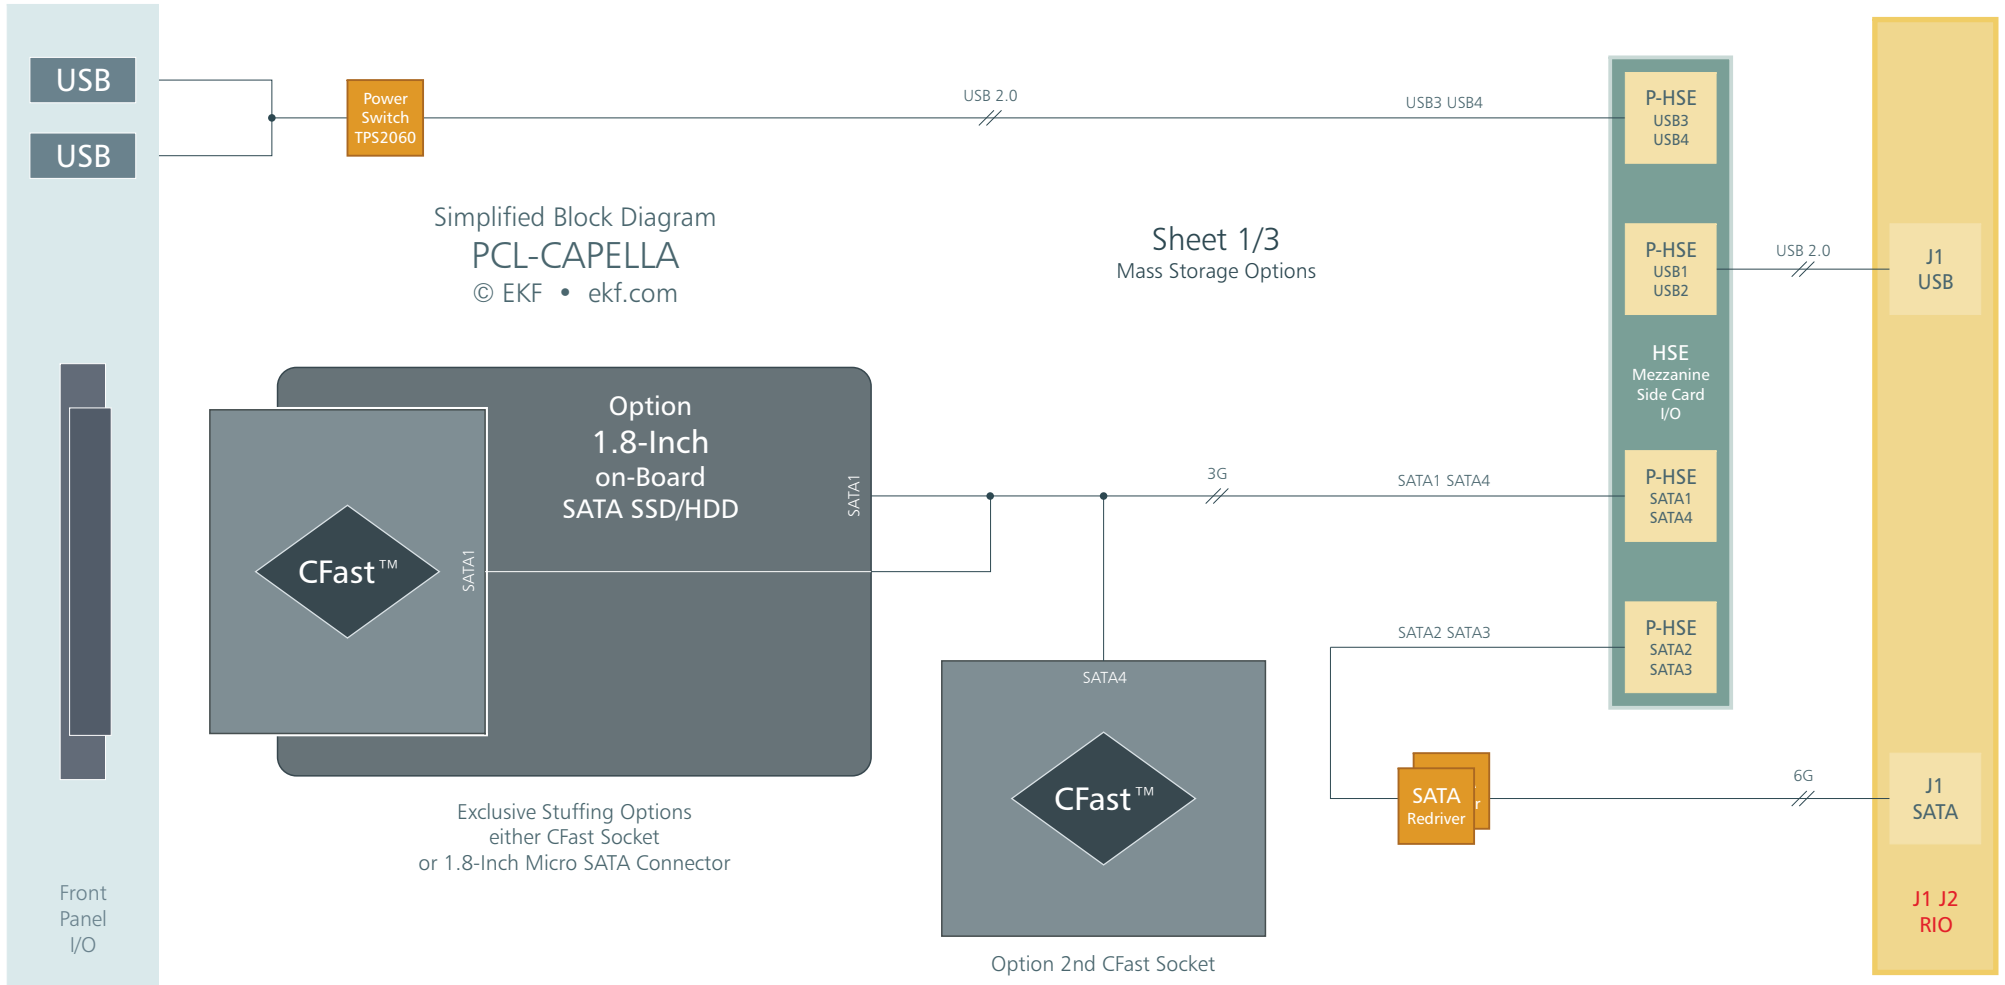 USB
USB
Power
Switch
TPS2060
USB 2.0
USB3 USB4
P-HSE
USB3
USB4
Simplified Block Diagram
PCL-CAPELLA
© EKF • ekf.com
Sheet 1/3
Mass Storage Options
P-HSE
USB1
USB2
USB 2.0
J1
USB
HSE
Mezzanine
Side Card
I/O
Option
1.8-Inch
on-Board
SATA SSD/HDD
SATA1
3G
SATA1 SATA4
P-HSE
SATA1
SATA4
CFast™
SATA1
SATA2 SATA3
P-HSE
SATA2
SATA3
SATA4
CFast™
SATA
Redriver
r
6G
J1
SATA
Exclusive Stuffing Options
either CFast Socket
or 1.8-Inch Micro SATA Connector
Option 2nd CFast Socket
Front
Panel
I/O
J1 J2
RIO